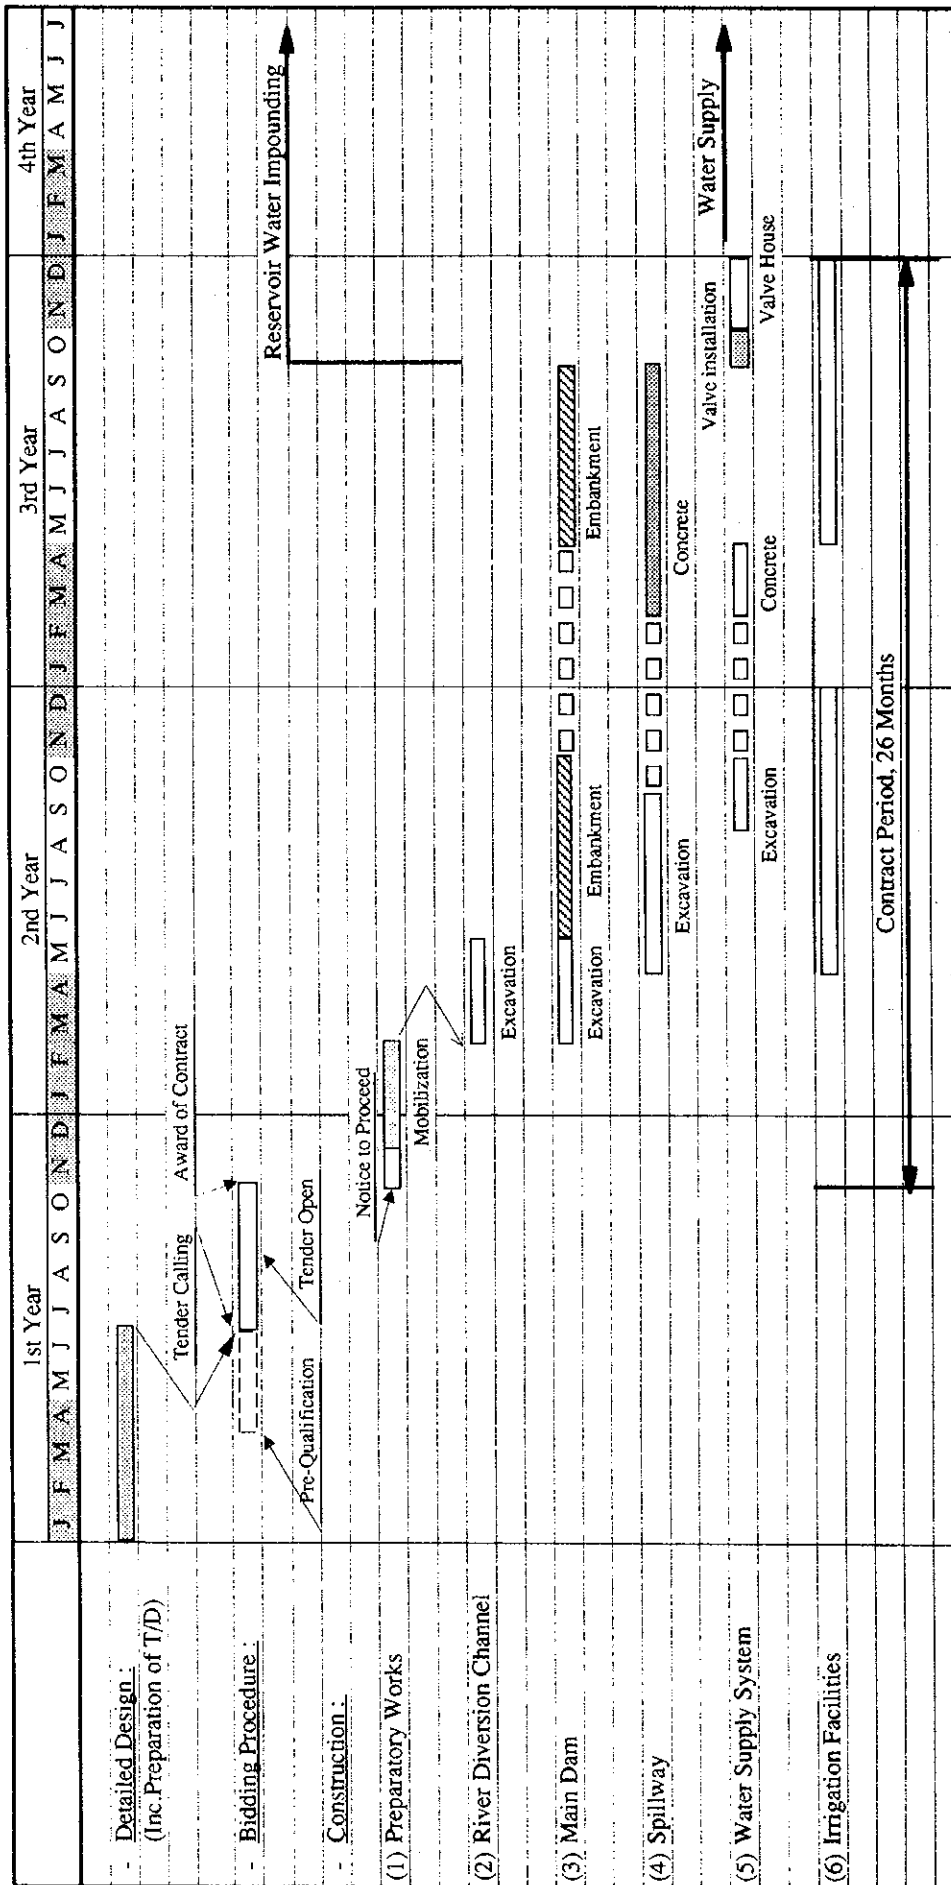 1st Year 2nd Year 3rd Year 4th Year
J F M A M J J A S O N D J F M A M J J A S O N D J F M A M J J A S O N D J F M A M J J
- Detailed Design :
(Inc.Preparation of T/D)
Tender Calling
Award of Contract
- Bidding Procedure :
Reservoir Water Impounding
Pre-Qualification
Tender Open
- Construction :
Notice to Proceed
(1) Preparatory Works
Mobilization
(2) River Diversion Channel
Excavation
(3) Main Dam
Excavation Embankment Embankment
(4) Spillway
Excavation Concrete
Valve installation
Water Supply
(5) Water Supply System
Excavation Concrete Valve House
(6) Irrigation Facilities
Contract Period, 26 Months